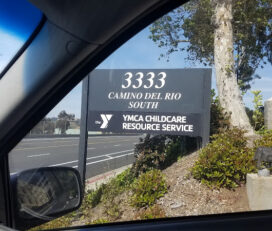 3333
CAMINO DEL RIO
SOUTH
YMCA CHILDCARE
RESOURCE SERVICE